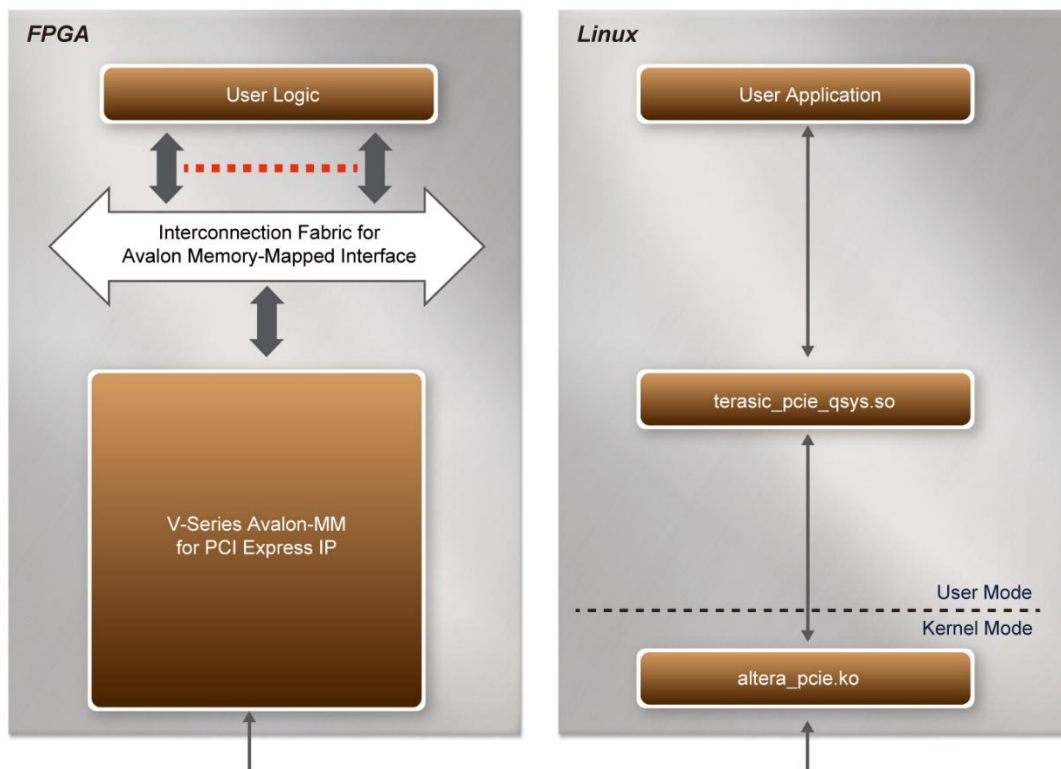 FPGA
User Logic
Interconnection Fabric for
Avalon Memory-Mapped Interface
V-Series Avalon-MM
for PCI Express IP
Linux
User Application
terasic_pcie_qsys.so
User Mode
Kernel Mode
altera_pcie.ko